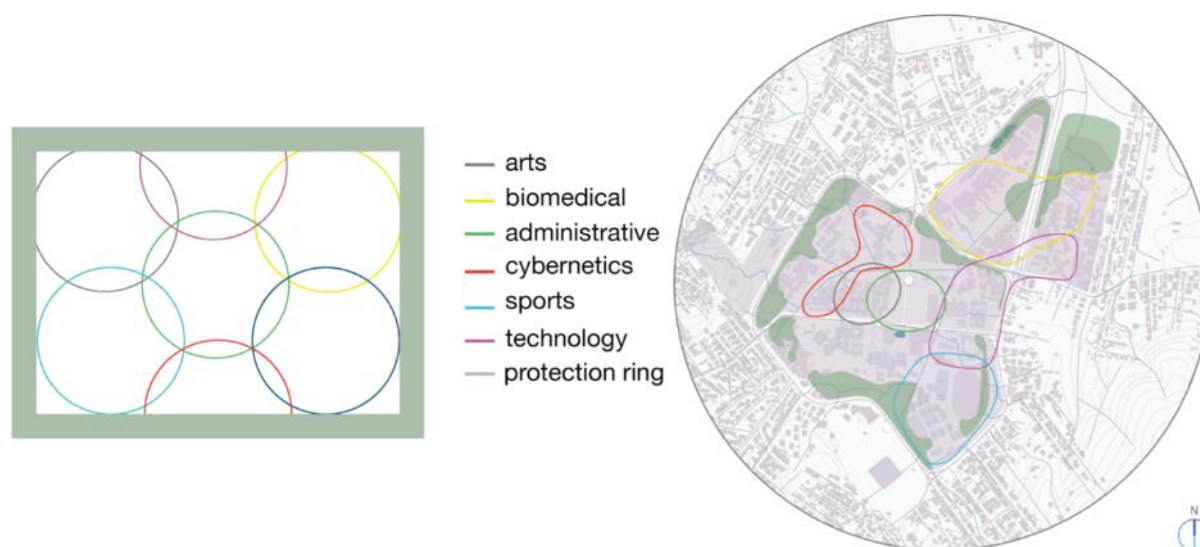 arts
biomedical
administrative
cybernetics
sports
technology
protection ring
N